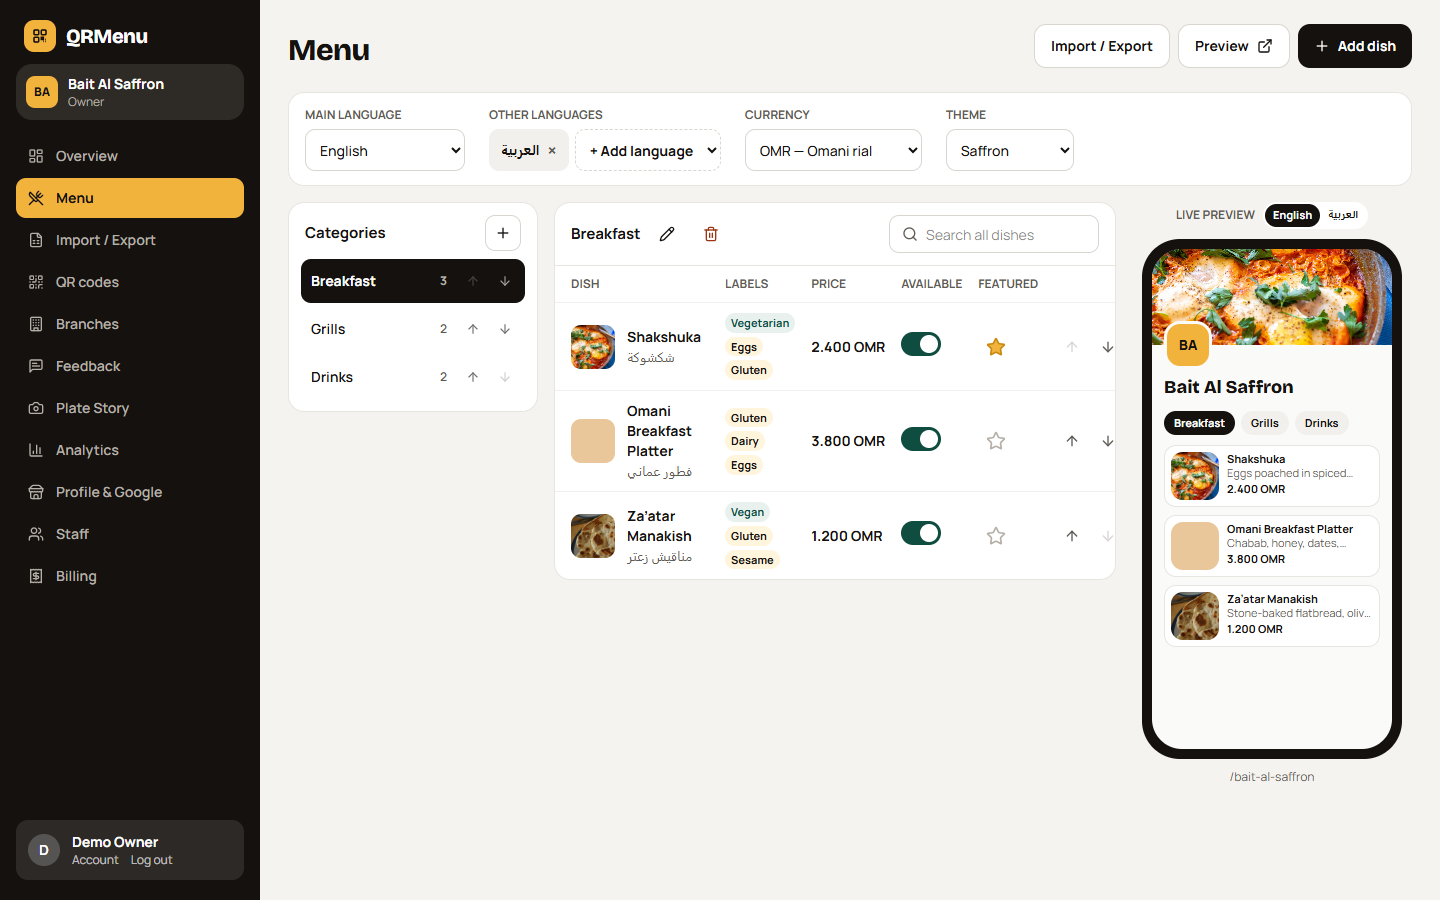 QRMenu
BA
Bait Al Saffron
Owner
Overview
Menu
Import / Export
QR codes
Branches
Feedback
Plate Story
Analytics
Profile & Google
Staff
Billing
D
Demo Owner
Account Log out
Menu
Import / Export
Preview
+ Add dish
MAIN LANGUAGE
English
OTHER LANGUAGES
العربية ×
+ Add language
CURRENCY
OMR — Omani rial
THEME
Saffron
Categories
+
Breakfast 3 ↑ ↓
Grills 2 ↑ ↓
Drinks 2 ↑ ↓
Breakfast
Search all dishes
DISH LABELS PRICE AVAILABLE FEATURED
Shakshuka
شكشوكة
Vegetarian
Eggs
Gluten
2.400 OMR
↑ ↓
Omani
Breakfast
Platter
فطور عماني
Gluten
Dairy
Eggs
3.800 OMR
↑ ↓
Za’atar
Manakish
مناقيش زعتر
Vegan
Gluten
Sesame
1.200 OMR
↑ ↓
LIVE PREVIEW English العربية
BA
Bait Al Saffron
Breakfast Grills Drinks
Shakshuka
Eggs poached in spiced…
2.400 OMR
Omani Breakfast Platter
Chabab, honey, dates,…
3.800 OMR
Za’atar Manakish
Stone-baked flatbread, oliv…
1.200 OMR
/bait-al-saffron